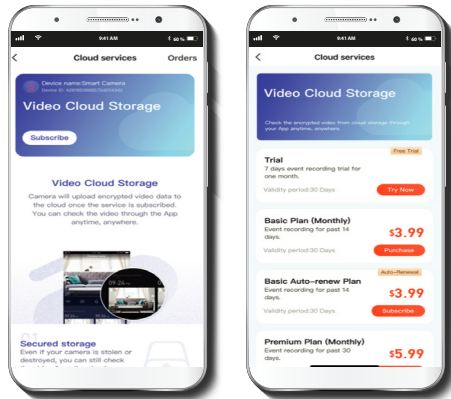 9:41 AM
60 %
Cloud services
Orders
Device name:Smart Camera
Video Cloud Storage
Subscribe
Video Cloud Storage
Camera will upload encrypted video data to
the cloud once the service is subscribed.
You can check the video through the App
anytime, anywhere.
09.24
01
Secured storage
Even if your camera is stolen or
destroyed, you can still check
9:41 AM
60 %
Cloud services
Video Cloud Storage
Check the encrypted video from cloud storage through
your App anytime, anywhere.
Free Trial
Trial
7 days event recording trial for
one month.
Validity period:30 Days
Try Now
Basic Plan (Monthly)
Event recording for past 14
days.
$3.99
Validity period:30 Days
Purchase
Auto-Renewal
Basic Auto-renew Plan
Event recording for past 14
days.
$3.99
Validity period:30 Days
Subscribe
Premium Plan (Monthly)
Event recording for past 30
days.
$5.99